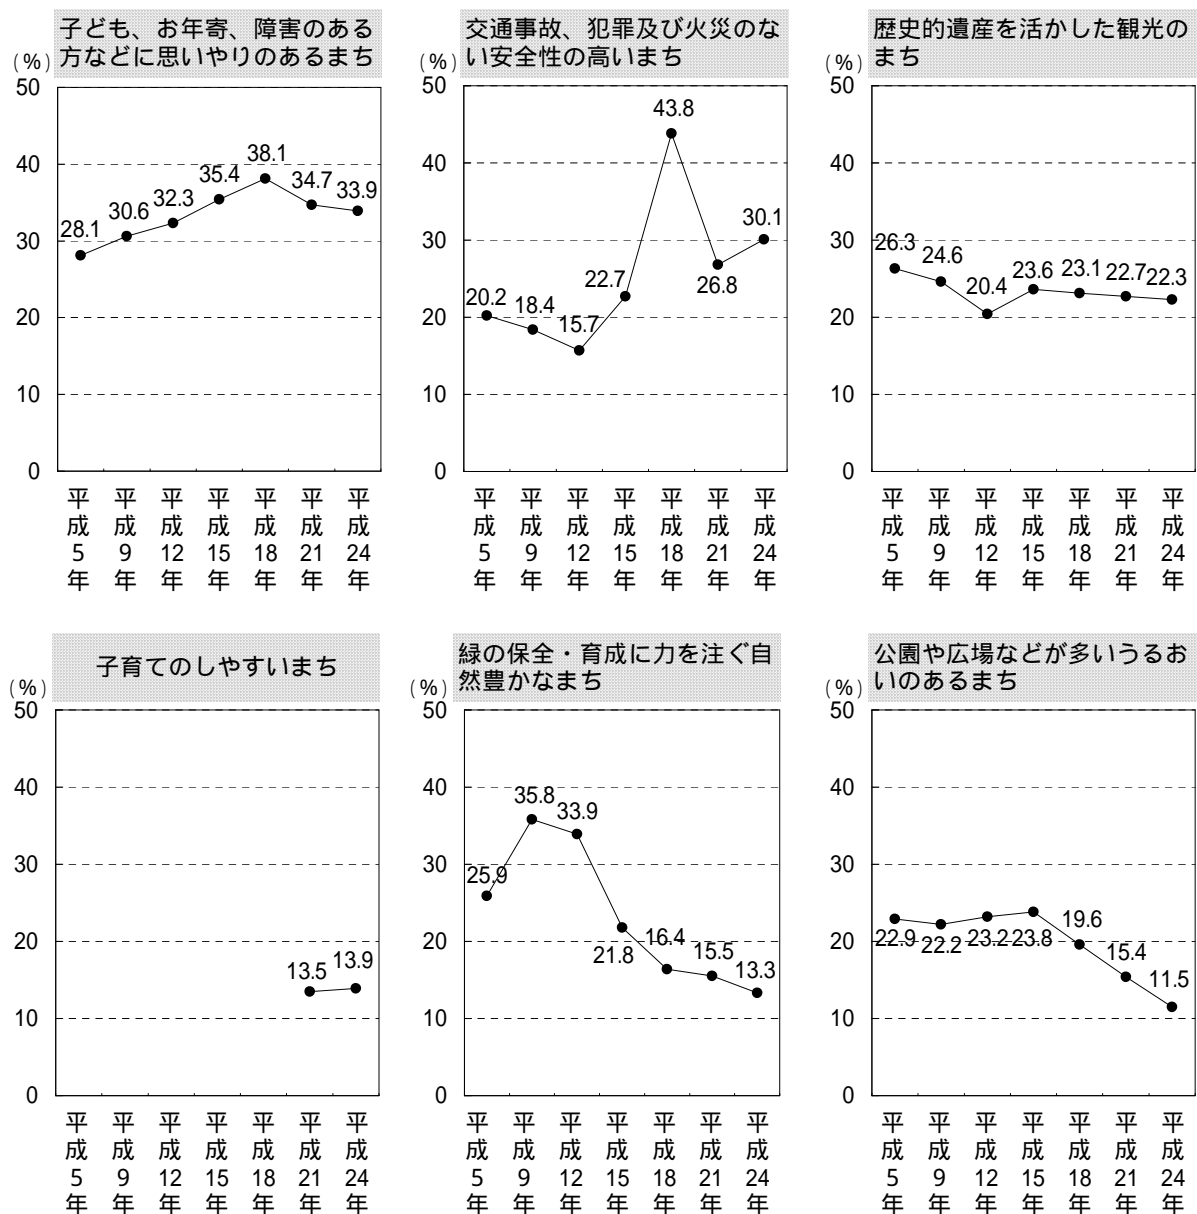 子ども、お年寄、障害のある
方などに思いやりのあるまち
(%)
50
40
30
20
10
0
28.1
30.6
32.3
35.4
38.1
34.7
33.9
平成5年
平成9年
平成12年
平成15年
平成18年
平成21年
平成24年
交通事故、犯罪及び火災のな
い安全性の高いまち
(%)
50
40
30
20
10
0
20.2
18.4
15.7
22.7
43.8
26.8
30.1
平成5年
平成9年
平成12年
平成15年
平成18年
平成21年
平成24年
歴史的遺産を活かした観光の
まち
(%)
50
40
30
20
10
0
26.3
24.6
20.4
23.6
23.1
22.7
22.3
平成5年
平成9年
平成12年
平成15年
平成18年
平成21年
平成24年
子育てのしやすいまち
(%)
50
40
30
20
10
0
13.5
13.9
平成5年
平成9年
平成12年
平成15年
平成18年
平成21年
平成24年
緑の保全・育成に力を注ぐ自
然豊かなまち
(%)
50
40
30
20
10
0
25.9
35.8
33.9
21.8
16.4
15.5
13.3
平成5年
平成9年
平成12年
平成15年
平成18年
平成21年
平成24年
公園や広場などが多いうるお
いのあるまち
(%)
50
40
30
20
10
0
22.9
22.2
23.2
23.8
19.6
15.4
11.5
平成5年
平成9年
平成12年
平成15年
平成18年
平成21年
平成24年